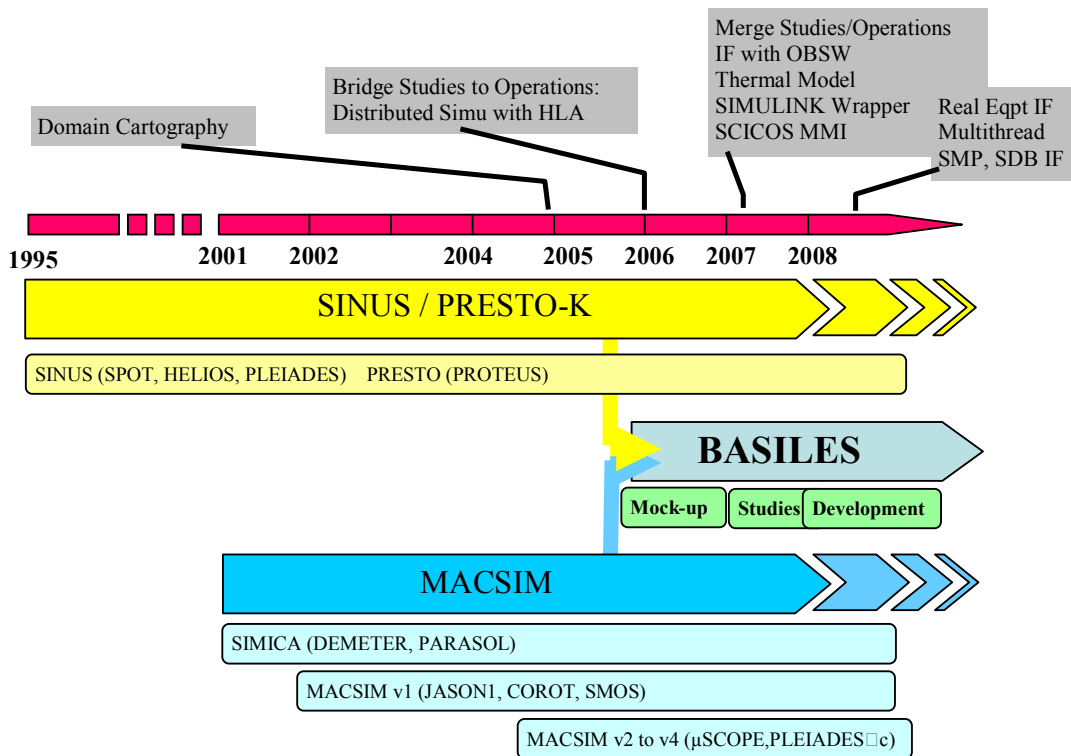 Merge Studies/Operations
IF with OBSW
Thermal Model
SIMULINK Wrapper
SCICOS MMI
Bridge Studies to Operations:
Distributed Simu with HLA
Real Eqpt IF
Multithread
SMP, SDB IF
Domain Cartography
1995 2001 2002 2004 2005 2006 2007 2008
SINUS / PRESTO-K
SINUS (SPOT, HELIOS, PLEIADES) PRESTO (PROTEUS)
BASILES
Mock-up Studies Development
MACSIM
SIMICA (DEMETER, PARASOL)
MACSIM v1 (JASON1, COROT, SMOS)
MACSIM v2 to v4 (μSCOPE,PLEIADES□c)